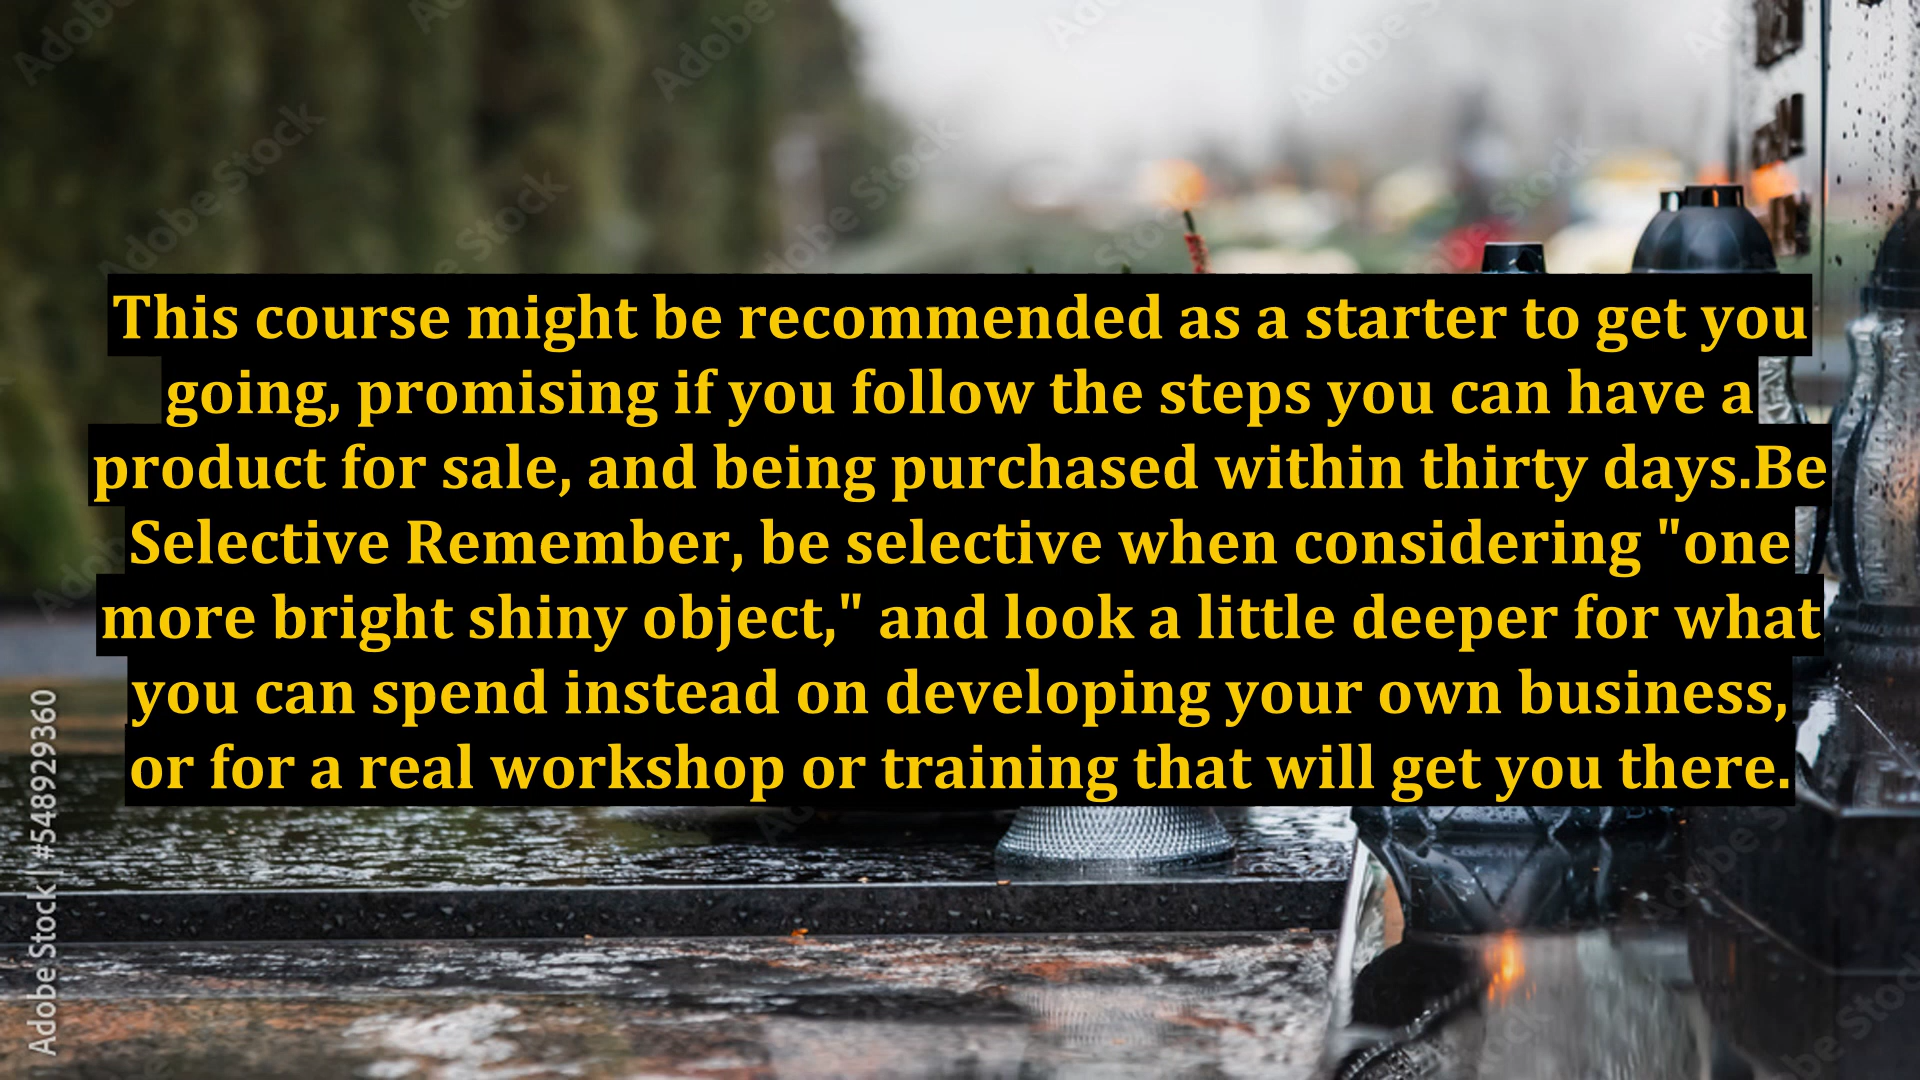 This course might be recommended as a starter to get you
going, promising if you follow the steps you can have a
product for sale, and being purchased within thirty days.Be
Selective Remember, be selective when considering "one
more bright shiny object," and look a little deeper for what
you can spend instead on developing your own business,
or for a real workshop or training that will get you there.
Adobe Stock | #548929360